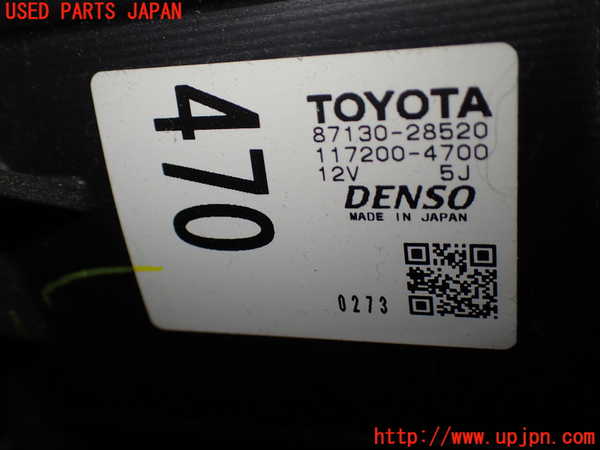 USED PARTS JAPAN
470
TOYOTA
87130-28520
117200-4700
12V 5J
DENSO
MADE IN JAPAN
0273
UPJ
http://www.upjpn.com/